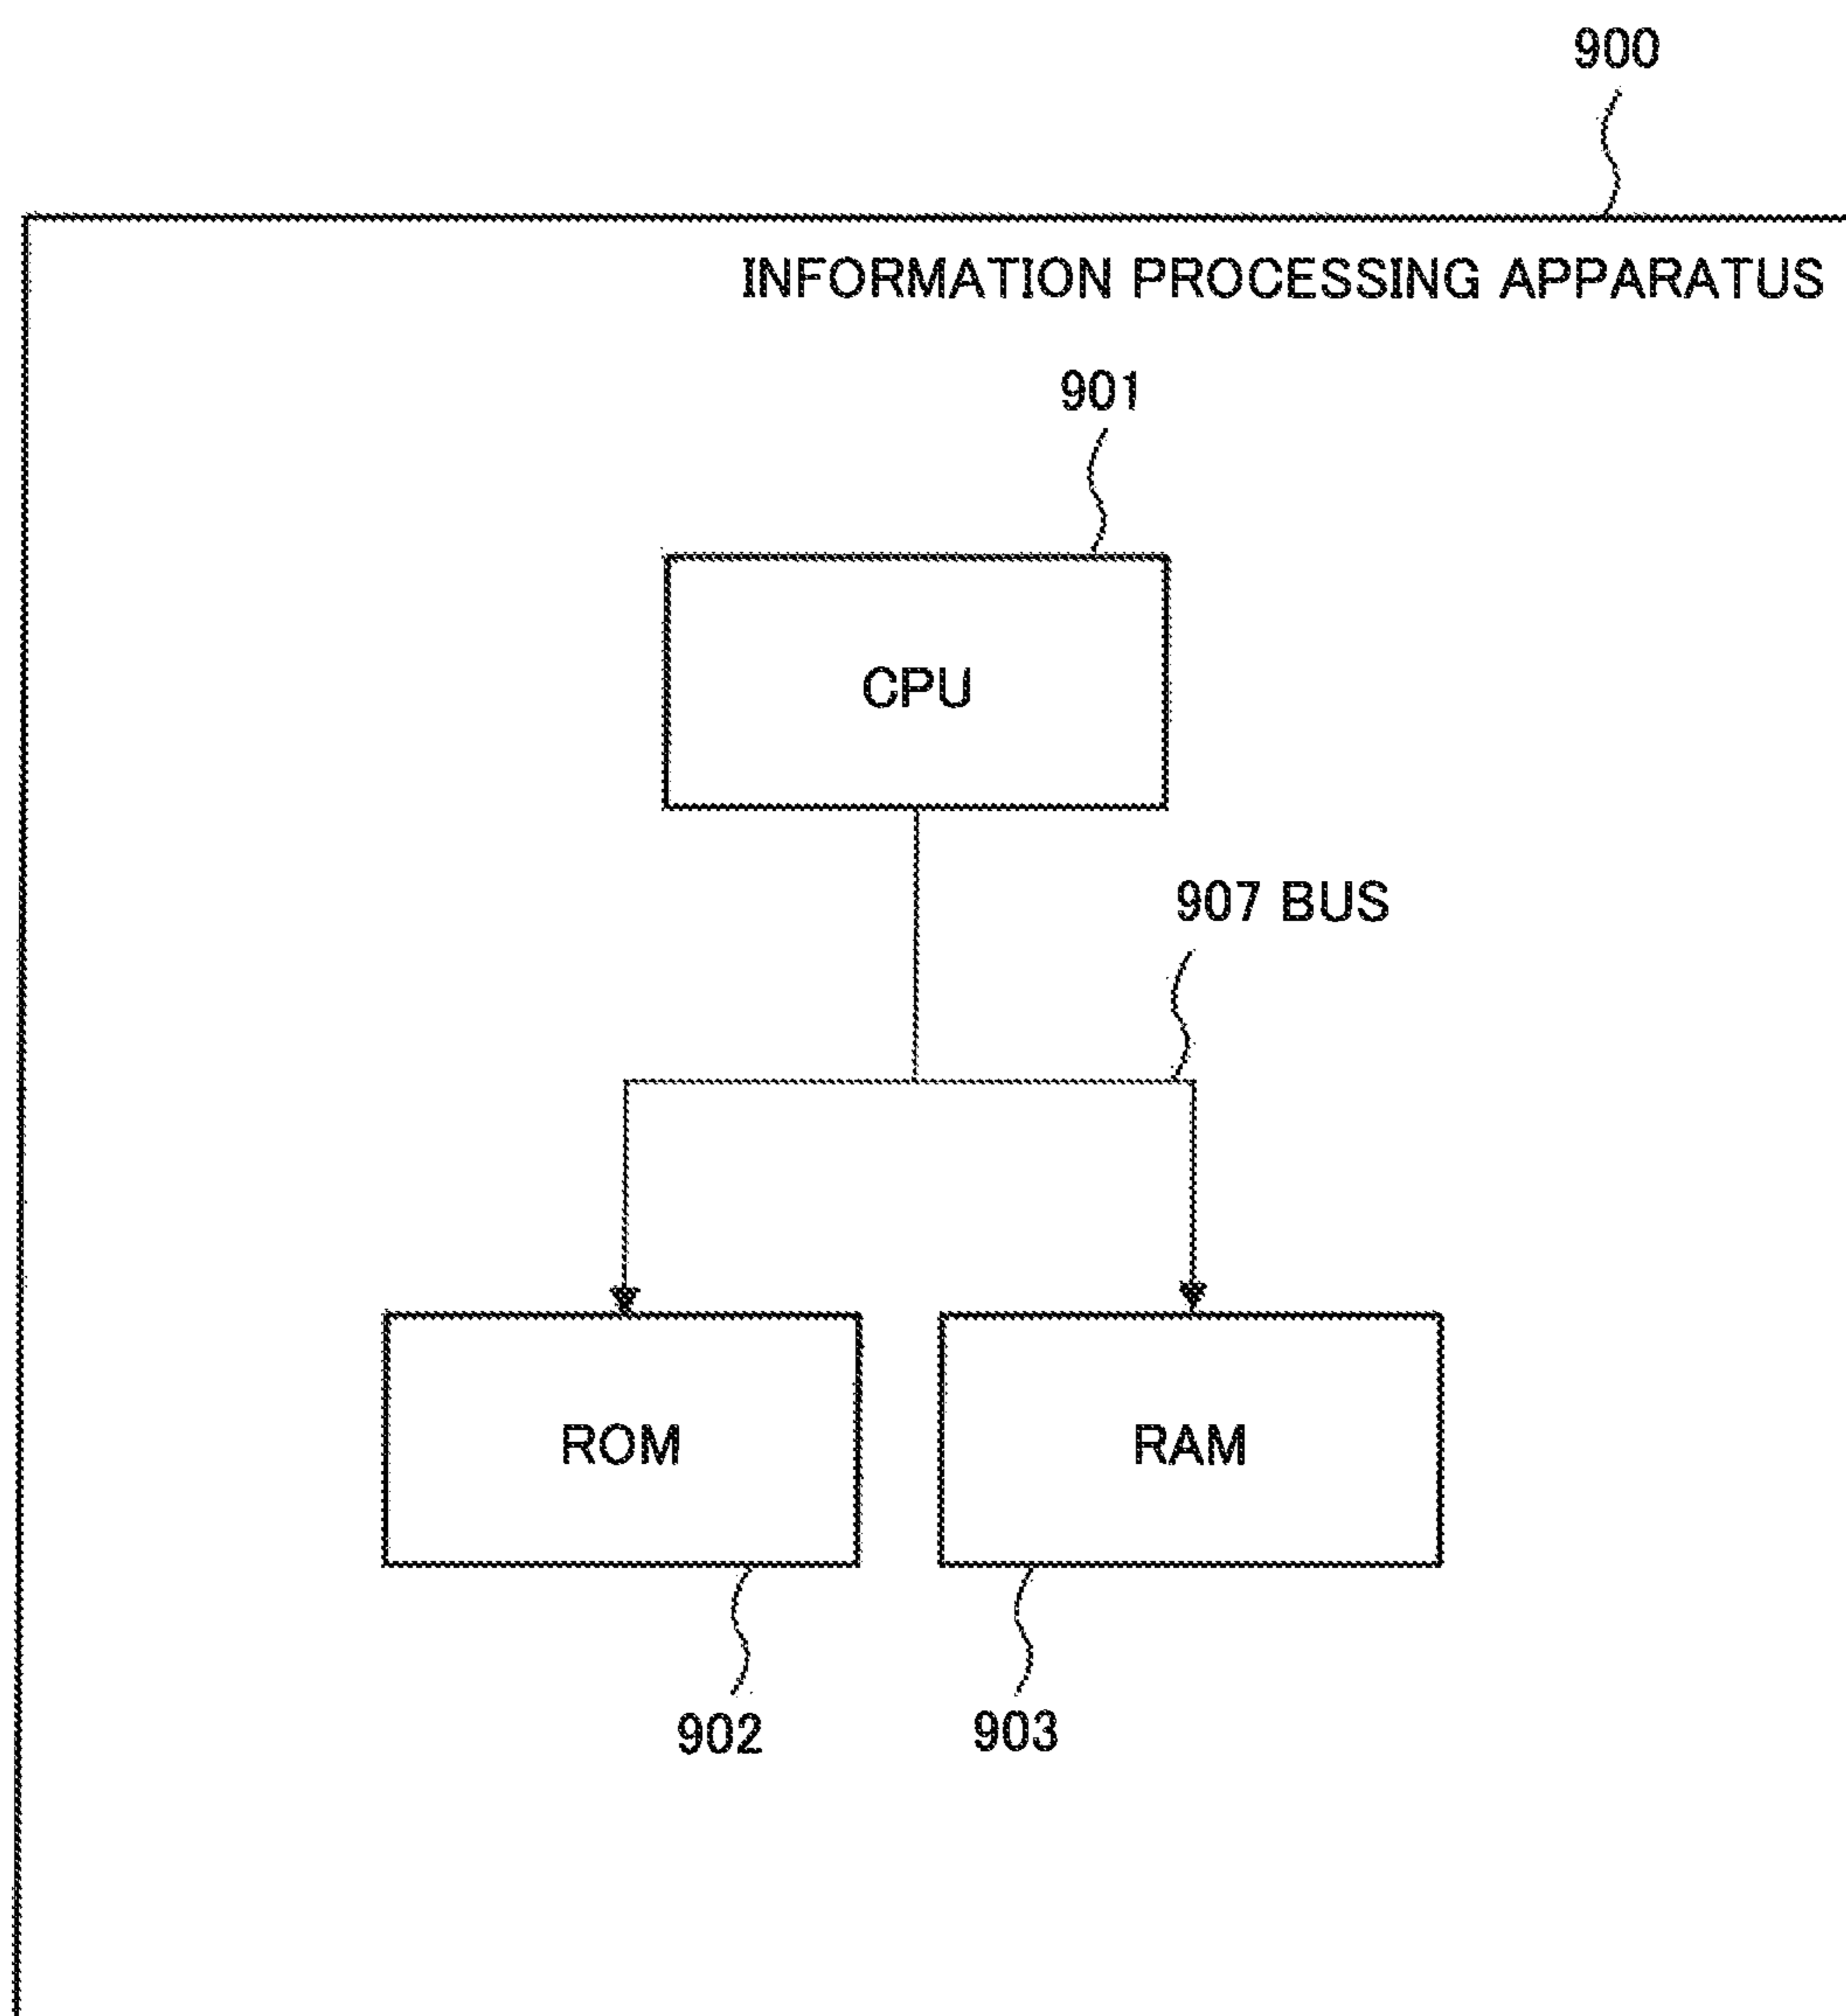 900
INFORMATION PROCESSING APPARATUS
901
CPU
907 BUS
ROM
RAM
902
903